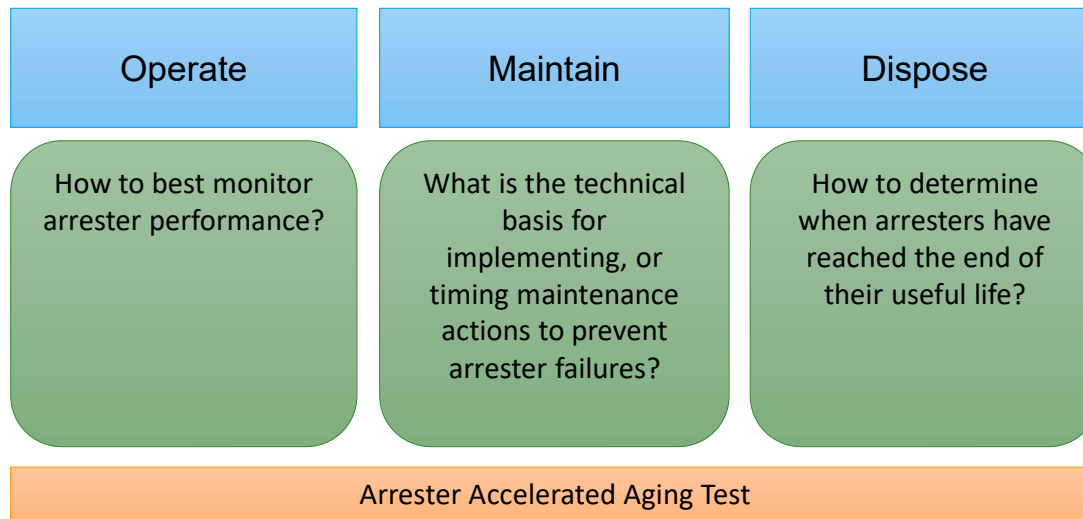 Operate
Maintain
Dispose
How to best monitor
arrester performance?
What is the technical
basis for
implementing, or
timing maintenance
actions to prevent
arrester failures?
How to determine
when arresters have
reached the end of
their useful life?
Arrester Accelerated Aging Test